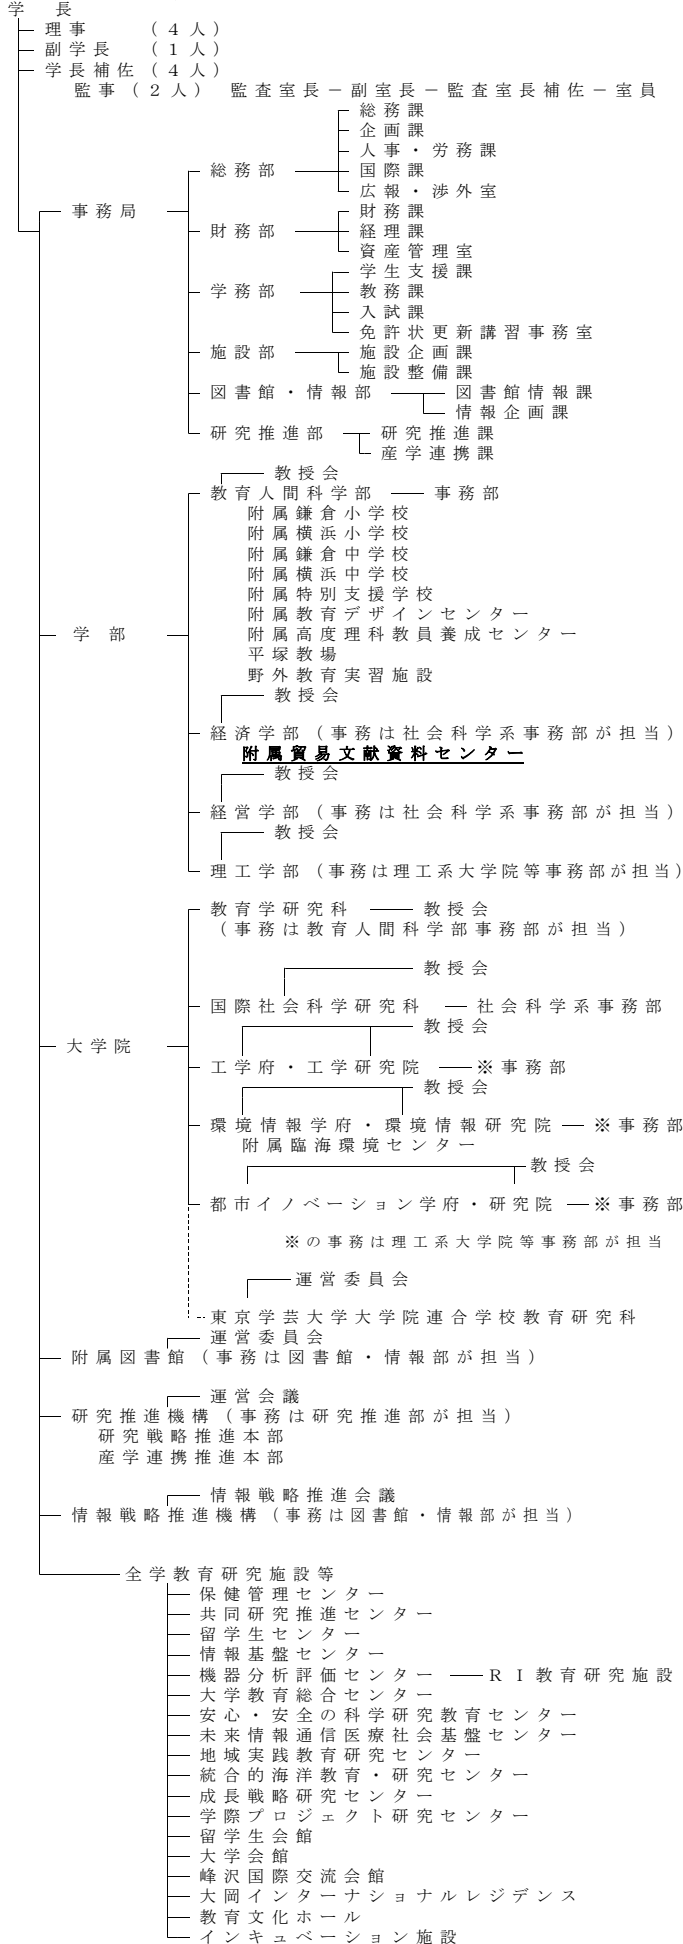 学長
理事　（４人）
副学長　（１人）
学長補佐（４人）
監事（２人）　監査室長－副室長－監査室長補佐－室員
総務課
企画課
人事・労務課
総務部　国際課
広報・渉外室
事務局　財務課
財務部　経理課
資産管理室
学生支援課
学務部　教務課
入試課
免許状更新講習事務室
施設部　施設企画課
施設整備課
図書館・情報部　図書館情報課
情報企画課
研究推進部　研究推進課
産学連携課
教授会
教育人間科学部　事務部
附属鎌倉小学校
附属横浜小学校
附属鎌倉中学校
附属横浜中学校
附属特別支援学校
附属教育デザインセンター
学部　附属高度理科教員養成センター
平塚教場
野外教育実習施設
教授会
経済学部（事務は社会科学系事務部が担当）
附属貿易文献資料センター
教授会
経営学部（事務は社会科学系事務部が担当）
教授会
理工学部（事務は理工系大学院等事務部が担当）
教育学研究科　教授会
（事務は教育人間科学部事務部が担当）
教授会
国際社会科学研究科　社会科学系事務部
教授会
大学院
工学府・工学研究院　※事務部
教授会
環境情報学府・環境情報研究院　※事務部
附属臨海環境センター
教授会
都市イノベーション学府・研究院　※事務部
※の事務は理工系大学院等事務部が担当
運営委員会
東京学芸大学大学院連合学校教育研究科
運営委員会
附属図書館（事務は図書館・情報部が担当）
運営会議
研究推進機構（事務は研究推進部が担当）
研究戦略推進本部
産学連携推進本部
情報戦略推進会議
情報戦略推進機構（事務は図書館・情報部が担当）
全学教育研究施設等
保健管理センター
共同研究推進センター
留学生センター
情報基盤センター
機器分析評価センター　ＲＩ教育研究施設
大学教育総合センター
安心・安全の科学研究教育センター
未来情報通信医療社会基盤センター
地域実践教育研究センター
統合的海洋教育・研究センター
成長戦略研究センター
学際プロジェクト研究センター
留学生会館
大学会館
峰沢国際交流会館
大岡インターナショナルレジデンス
教育文化ホール
インキュベーション施設